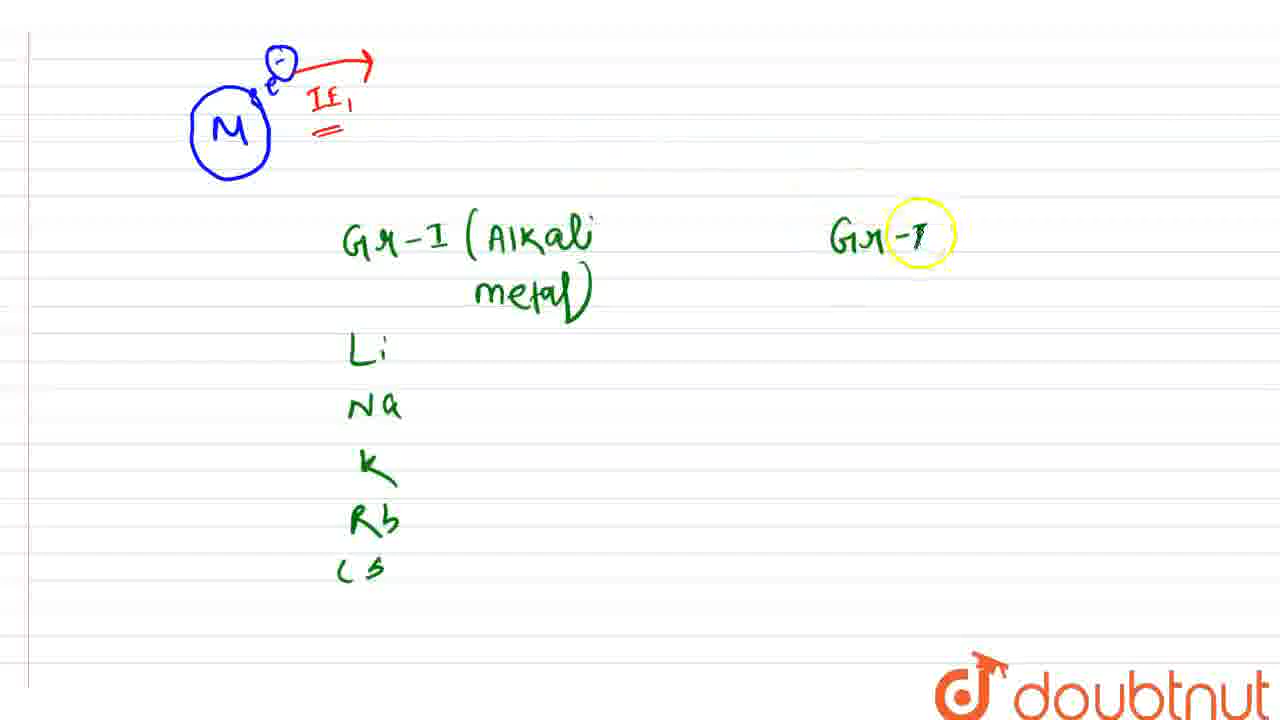 e⁻
M
IE₁
Gr-I (Alkali
metal)
Gr-I
Li
Na
K
Rb
Cs
doubtnut